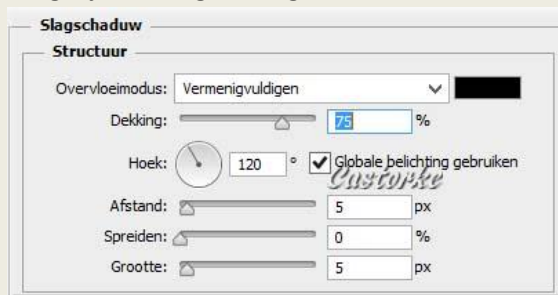 Slagschaduw
Structuur
Overvloeimodus: Vermenigvuldigen
Dekking: 75 %
Hoek: 120 ° Globale belichting gebruiken
Castorke
Afstand: 5 px
Spreiden: 0 %
Grootte: 5 px